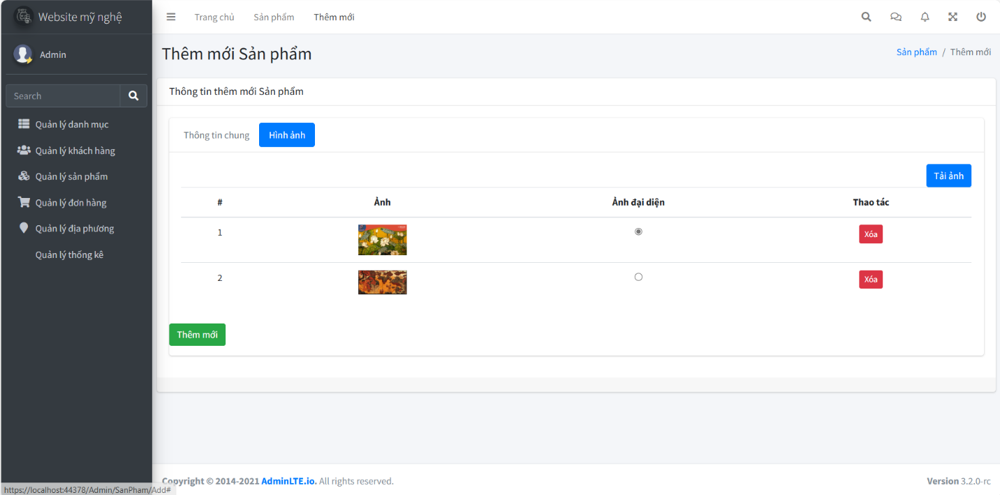 Website mỹ nghệ
Trang chủ Sản phẩm Thêm mới
Admin
Thêm mới Sản phẩm
Sản phẩm / Thêm mới
Search
Quản lý danh mục
Quản lý khách hàng
Quản lý sản phẩm
Quản lý đơn hàng
Quản lý địa phương
Quản lý thống kê
Thông tin thêm mới Sản phẩm
Thông tin chung Hình ảnh
Tải ảnh
# Ảnh Ảnh đại diện Thao tác
1 Xóa
2 Xóa
Thêm mới
Copyright © 2014-2021 AdminLTE.io. All rights reserved.
Version 3.2.0-rc
https://localhost:44378/Admin/SanPham/Add#